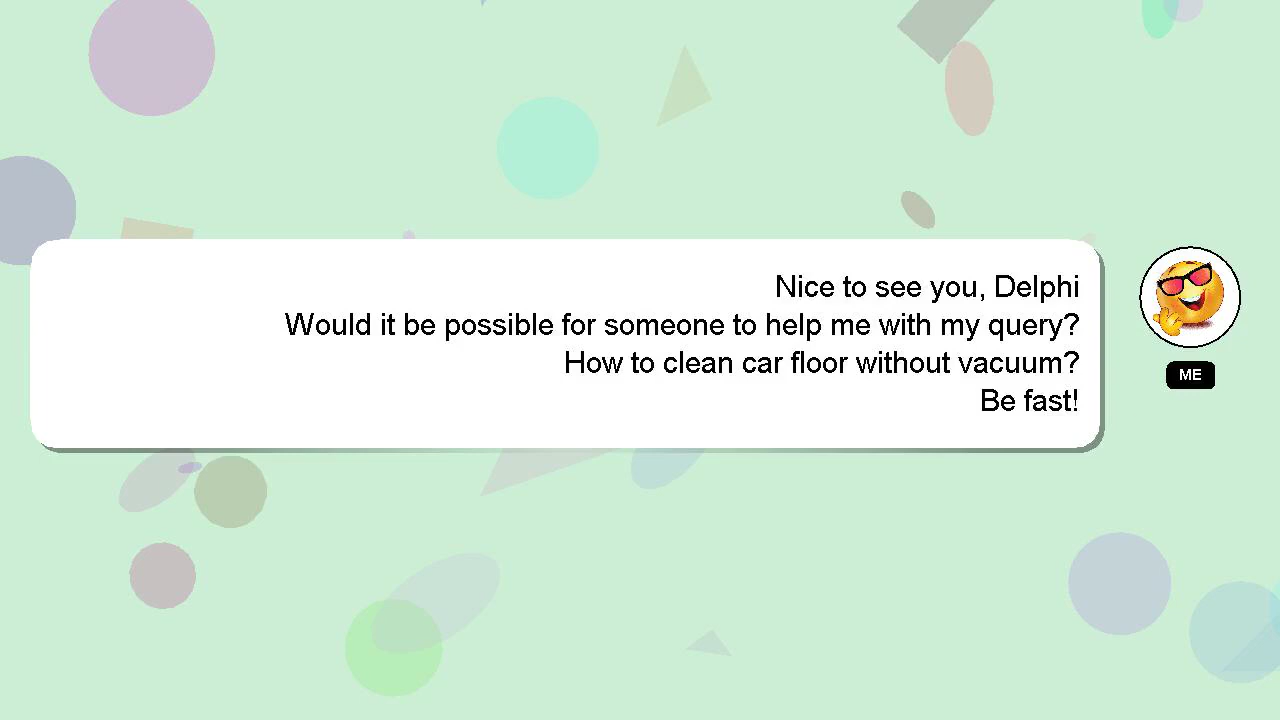 Nice to see you, Delphi
Would it be possible for someone to help me with my query?
How to clean car floor without vacuum?
Be fast!
ME